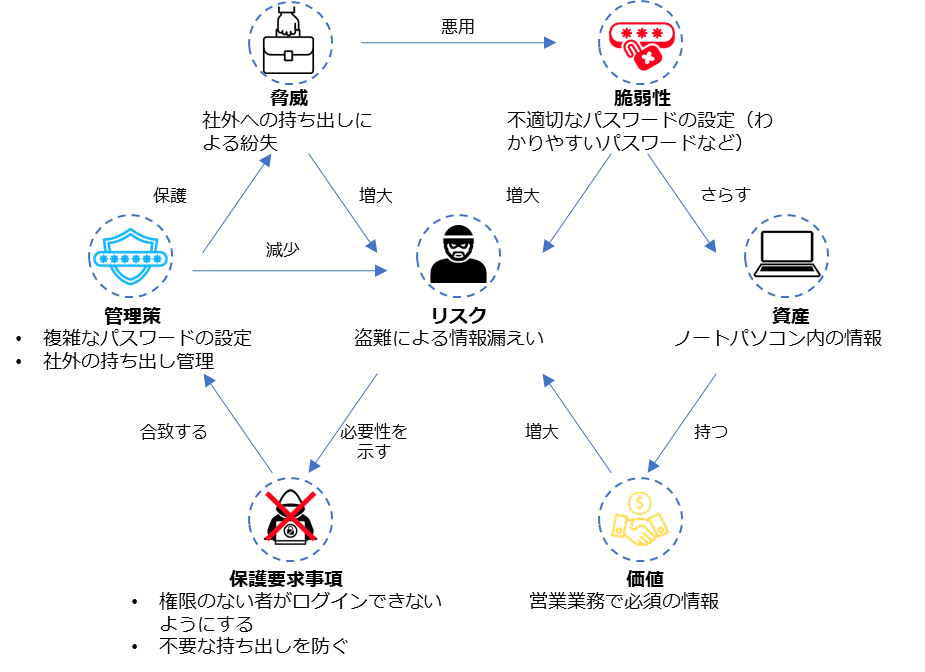 悪用
脅威
社外への持ち出しに
よる紛失
脆弱性
不適切なパスワードの設定（わ
かりやすいパスワードなど）
保護
増大
増大
さらす
減少
管理策
• 複雑なパスワードの設定
• 社外の持ち出し管理
リスク
盗難による情報漏えい
資産
ノートパソコン内の情報
合致する
必要性を
示す
増大
持つ
保護要求事項
• 権限のない者がログインできない
ようにする
• 不要な持ち出しを防ぐ
$
価値
営業業務で必須の情報